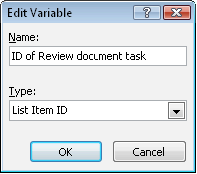 Edit Variable
Name:
ID of Review document task
Type:
List Item ID
OK
Cancel